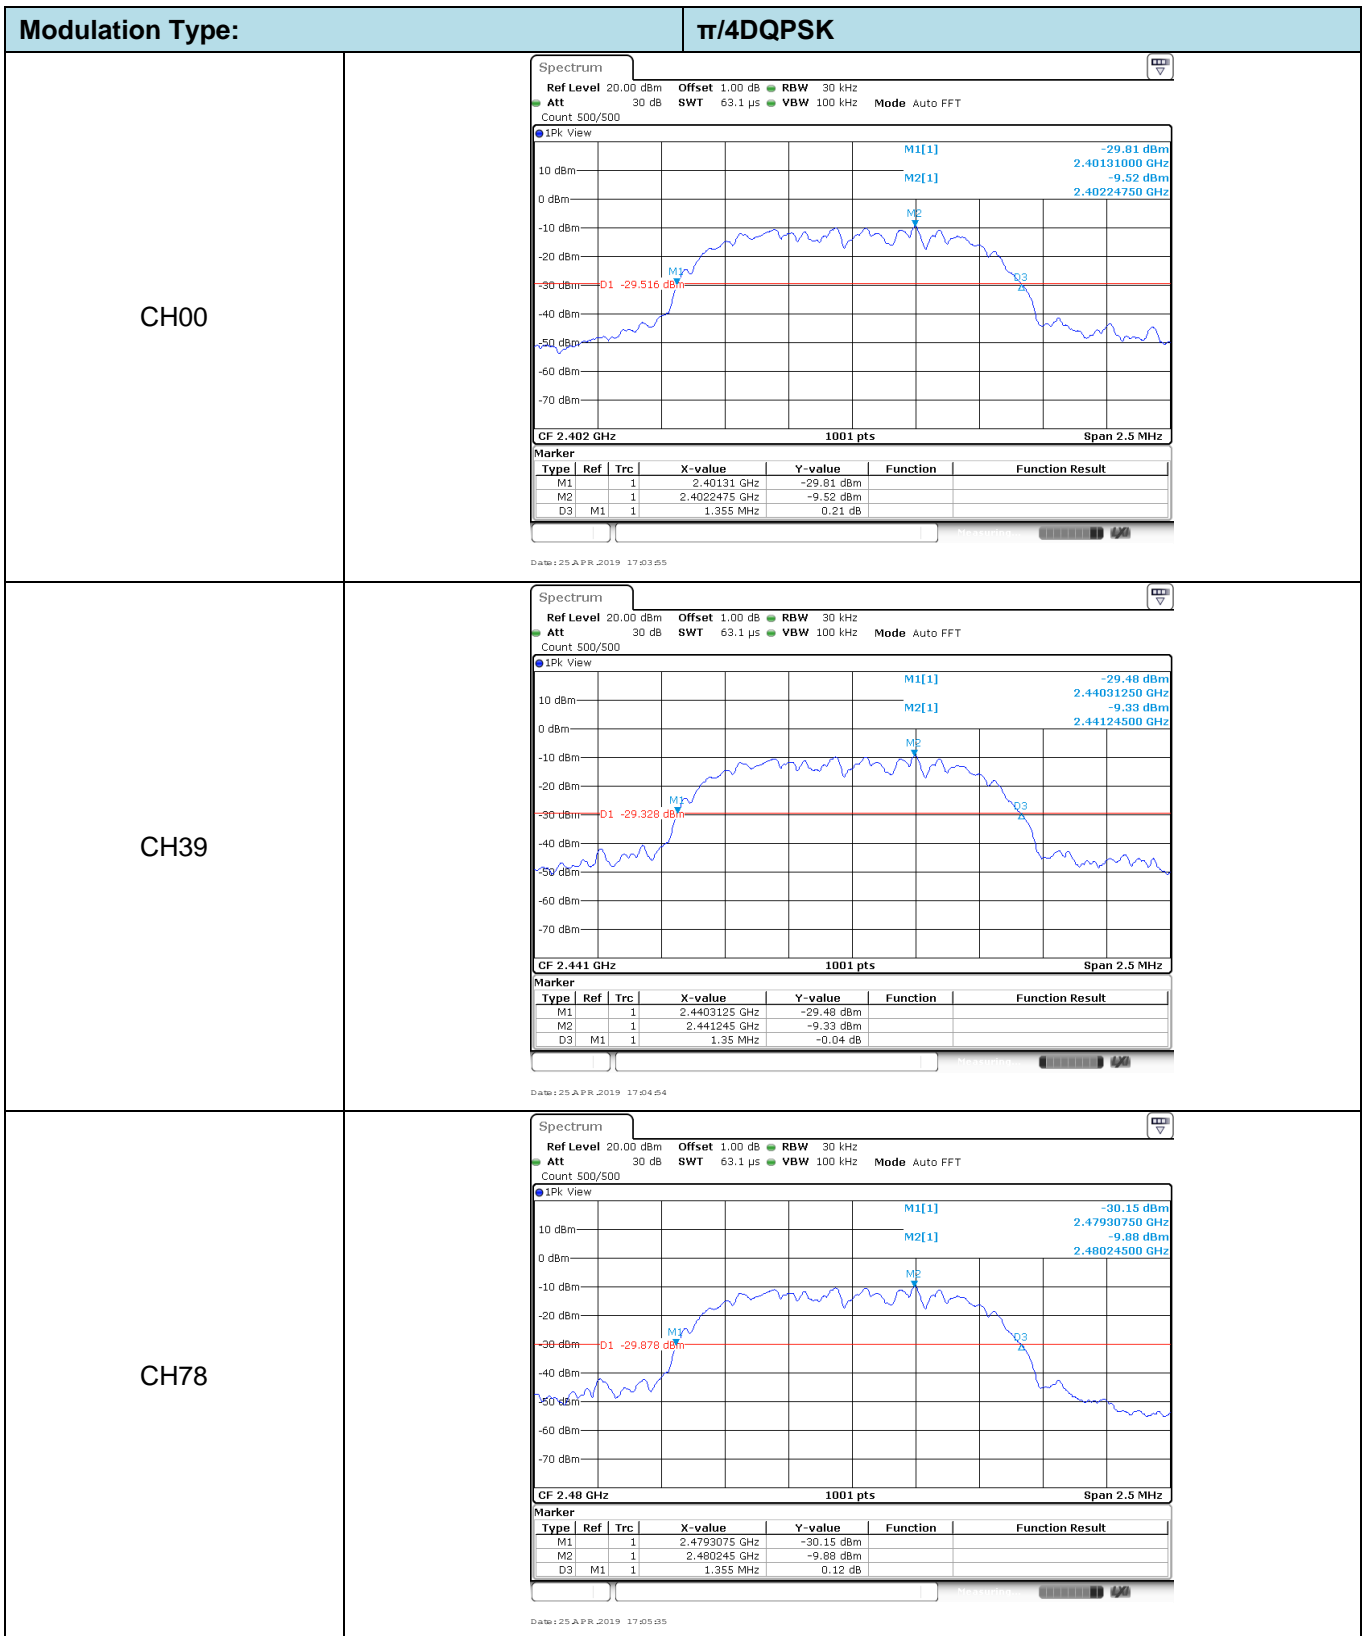 Modulation Type: π/4DQPSK
CH00
Spectrum
Ref Level 20.00 dBm Offset 1.00 dB RBW 30 kHz
Att 30 dB SWT 63.1 µs VBW 100 kHz Mode Auto FFT
Count 500/500
1Pk View
M1[1] -29.81 dBm
2.40131000 GHz
10 dBm
M2[1] -9.52 dBm
2.40224750 GHz
0 dBm
M2
-10 dBm
-20 dBm
M1
D3
-30 dBm
D1 -29.516 dBm
-40 dBm
-50 dBm
-60 dBm
-70 dBm
CF 2.402 GHz 1001 pts Span 2.5 MHz
Marker
Type Ref Trc X-value Y-value Function Function Result
M1 1 2.40131 GHz -29.81 dBm
M2 1 2.4022475 GHz -9.52 dBm
D3 M1 1 1.355 MHz 0.21 dB
Measuring...
Date: 25.APR.2019 17:03:55
CH39
Spectrum
Ref Level 20.00 dBm Offset 1.00 dB RBW 30 kHz
Att 30 dB SWT 63.1 µs VBW 100 kHz Mode Auto FFT
Count 500/500
1Pk View
M1[1] -29.48 dBm
2.44031250 GHz
10 dBm
M2[1] -9.33 dBm
2.44124500 GHz
0 dBm
M2
-10 dBm
-20 dBm
M1
D3
-30 dBm
D1 -29.328 dBm
-40 dBm
-50 dBm
-60 dBm
-70 dBm
CF 2.441 GHz 1001 pts Span 2.5 MHz
Marker
Type Ref Trc X-value Y-value Function Function Result
M1 1 2.4403125 GHz -29.48 dBm
M2 1 2.441245 GHz -9.33 dBm
D3 M1 1 1.35 MHz -0.04 dB
Measuring...
Date: 25.APR.2019 17:04:54
CH78
Spectrum
Ref Level 20.00 dBm Offset 1.00 dB RBW 30 kHz
Att 30 dB SWT 63.1 µs VBW 100 kHz Mode Auto FFT
Count 500/500
1Pk View
M1[1] -30.15 dBm
2.47930750 GHz
10 dBm
M2[1] -9.88 dBm
2.48024500 GHz
0 dBm
M2
-10 dBm
-20 dBm
M1
D3
-30 dBm
D1 -29.878 dBm
-40 dBm
-50 dBm
-60 dBm
-70 dBm
CF 2.48 GHz 1001 pts Span 2.5 MHz
Marker
Type Ref Trc X-value Y-value Function Function Result
M1 1 2.4793075 GHz -30.15 dBm
M2 1 2.480245 GHz -9.88 dBm
D3 M1 1 1.355 MHz 0.12 dB
Measuring...
Date: 25.APR.2019 17:05:35